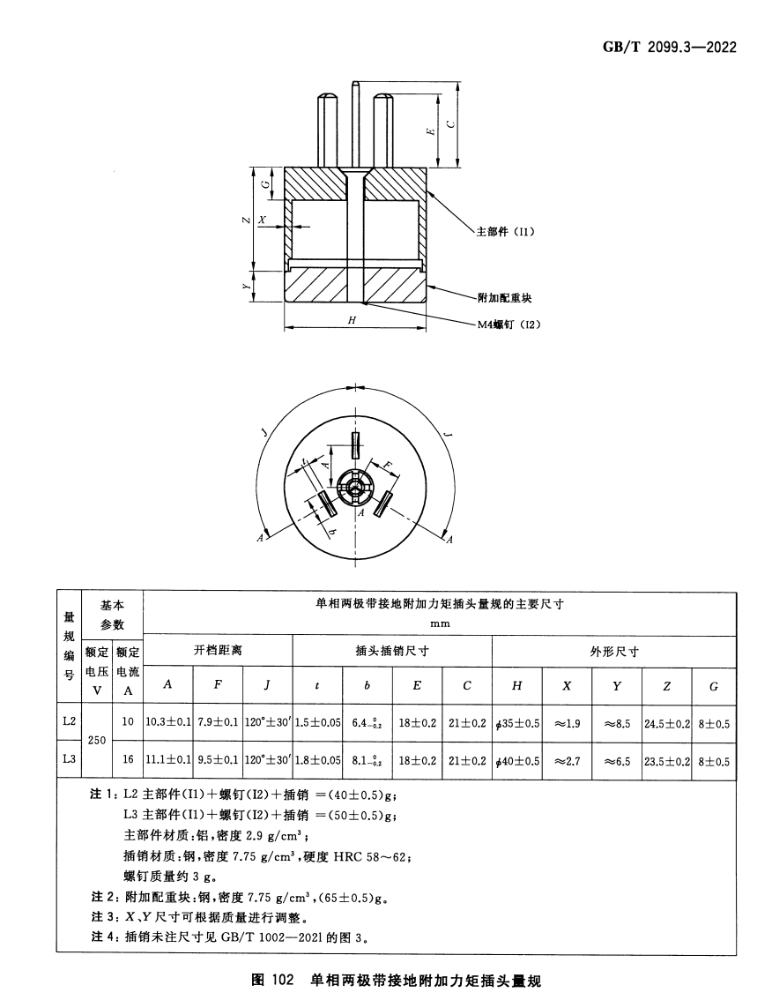 GB/T 2099.3—2022
E
C
G
Z
X
主部件（I1）
Y
附加配重块
H
M4螺钉（I2）
J
J
t
A
F
A
b
A
A
量规编号
基本参数
单相两极带接地附加力矩插头量规的主要尺寸
mm
额定电压 V
额定电流 A
开档距离
插头插销尺寸
外形尺寸
A F J t b E C H X Y Z G
L2 250 10 10.3±0.1 7.9±0.1 120°±30′ 1.5±0.05 6.4 0 −0.2 18±0.2 21±0.2 ϕ35±0.5 ≈1.9 ≈8.5 24.5±0.2 8±0.5
L3 16 11.1±0.1 9.5±0.1 120°±30′ 1.8±0.05 8.1 0 −0.2 18±0.2 21±0.2 ϕ40±0.5 ≈2.7 ≈6.5 23.5±0.2 8±0.5
注 1：L2 主部件(I1)＋螺钉(I2)＋插销 ＝(40±0.5)g；
L3 主部件(I1)＋螺钉(I2)＋插销 ＝(50±0.5)g；
主部件材质：铝，密度 2.9 g/cm³；
插销材质：钢，密度 7.75 g/cm³，硬度 HRC 58～62；
螺钉质量约 3 g。
注 2：附加配重块：钢，密度 7.75 g/cm³，(65±0.5)g。
注 3：X、Y 尺寸可根据质量进行调整。
注 4：插销未注尺寸见 GB/T 1002—2021 的图 3。
图 102 单相两极带接地附加力矩插头量规